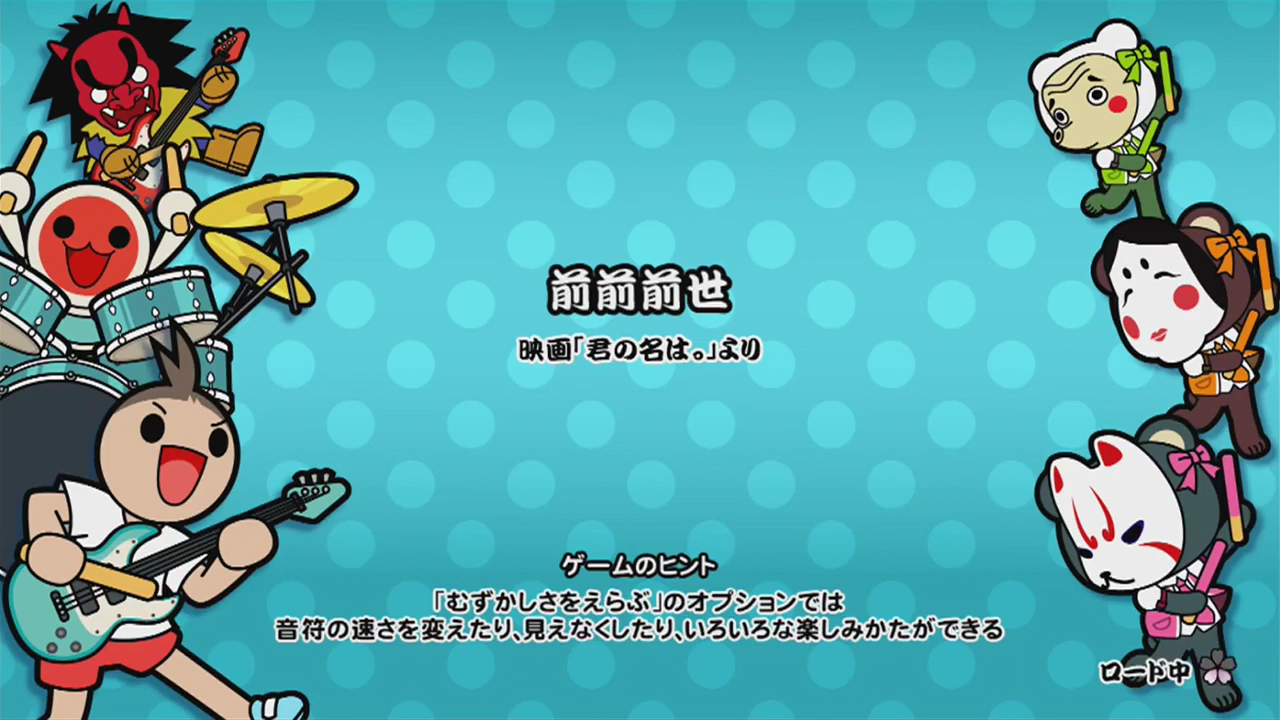 前前前世
映画「君の名は。」より
ゲームのヒント
「むずかしさをえらぶ」のオプションでは
音符の速さを変えたり、見えなくしたり、いろいろな楽しみかたができる
ロード中